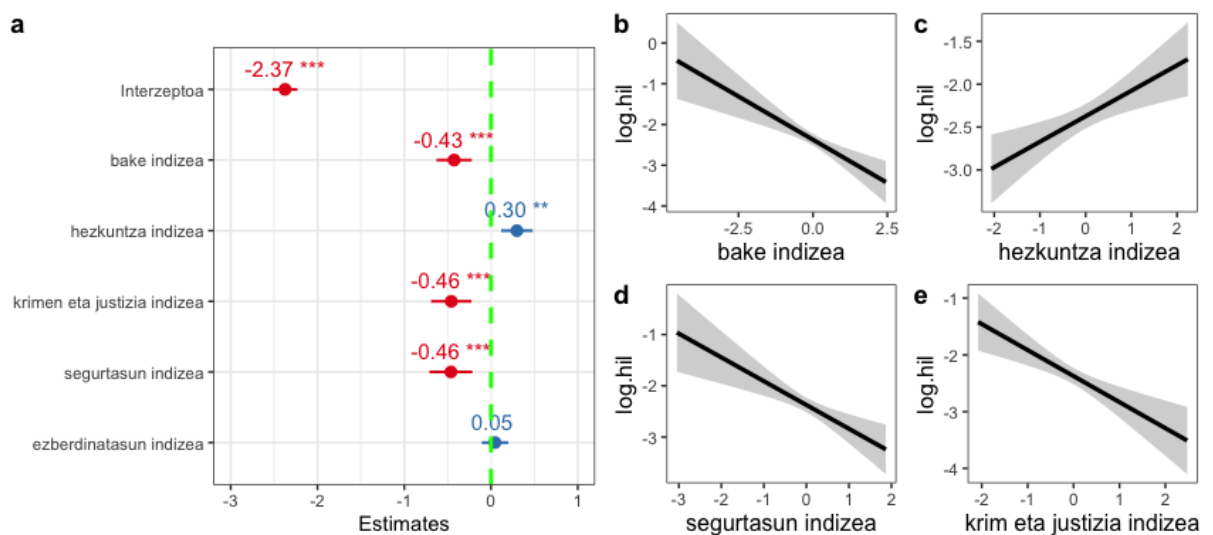 a
Interzeptoa
bake indizea
hezkuntza indizea
krimen eta justizia indizea
segurtasun indizea
ezberdinatasun indizea
-2.37 ***
-0.43 ***
0.30 **
-0.46 ***
-0.46 ***
0.05
-3 -2 -1 0 1
Estimates
b
log.hil
0
-1
-2
-3
-4
-2.5 0.0 2.5
bake indizea
c
log.hil
-1.5
-2.0
-2.5
-3.0
-2 -1 0 1 2
hezkuntza indizea
d
log.hil
-1
-2
-3
-3 -2 -1 0 1 2
segurtasun indizea
e
log.hil
-1
-2
-3
-4
-2 -1 0 1 2
krim eta justizia indizea